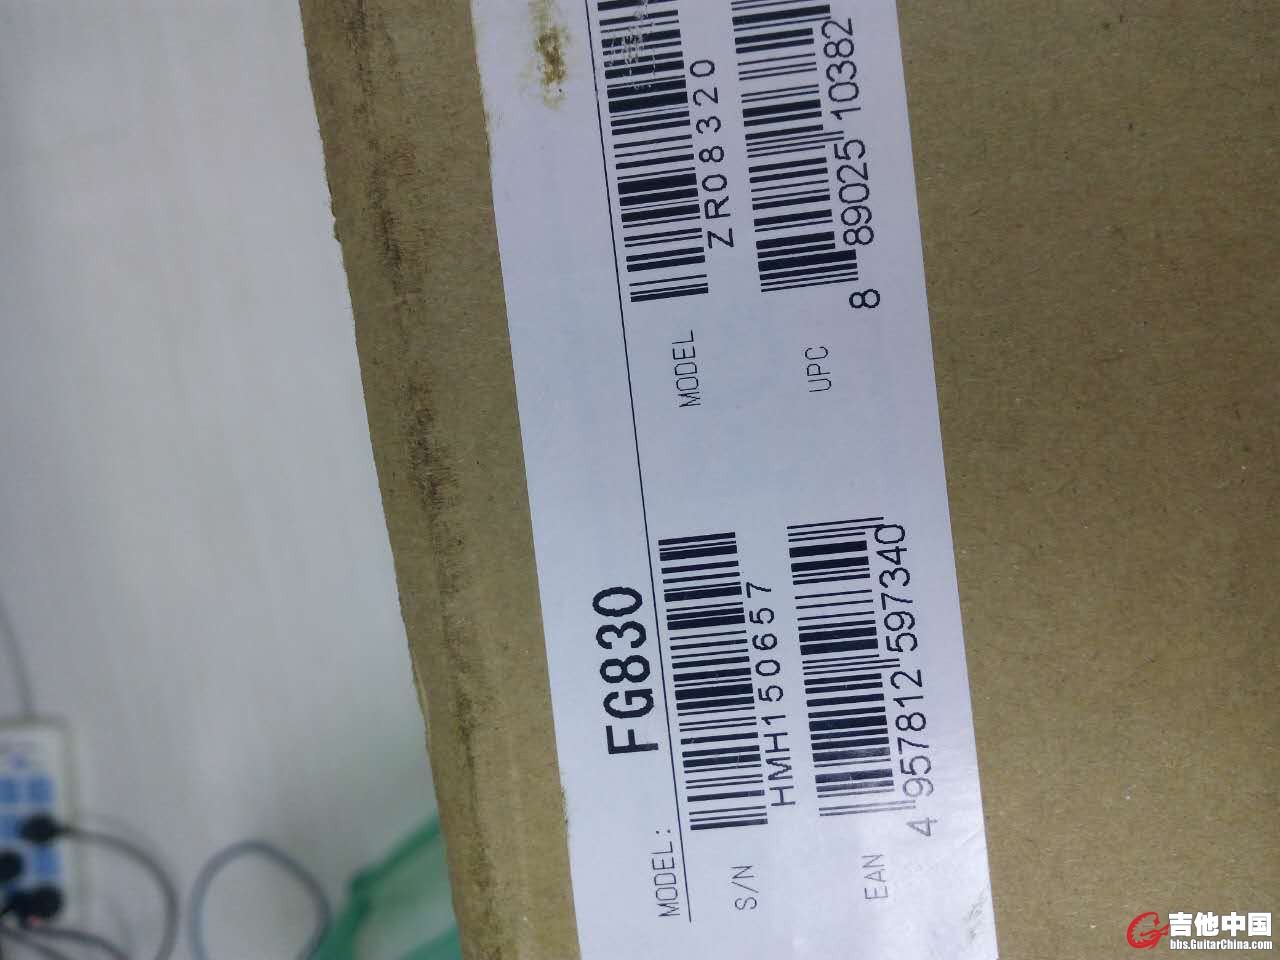 MODEL: FG830
S/N
HMH150657
MODEL
ZR08320
EAN
4 957812 597340
UPC
8 89025 10382
吉他中国
bbs.GuitarChina.com